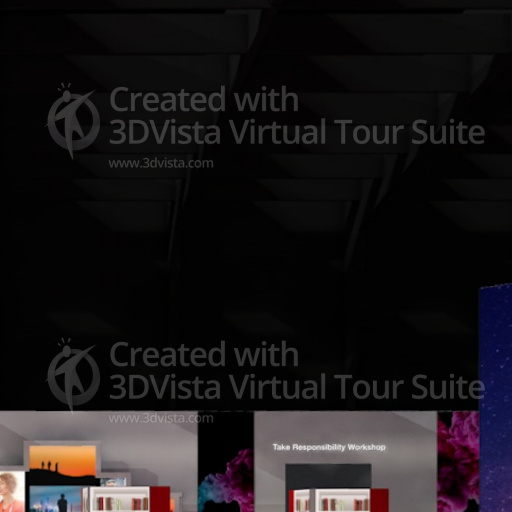 Created with
3DVista Virtual Tour Suite
www.3dvista.com
Created with
3DVista Virtual Tour Suite
www.3dvista.com
Take Responsibility Workshop